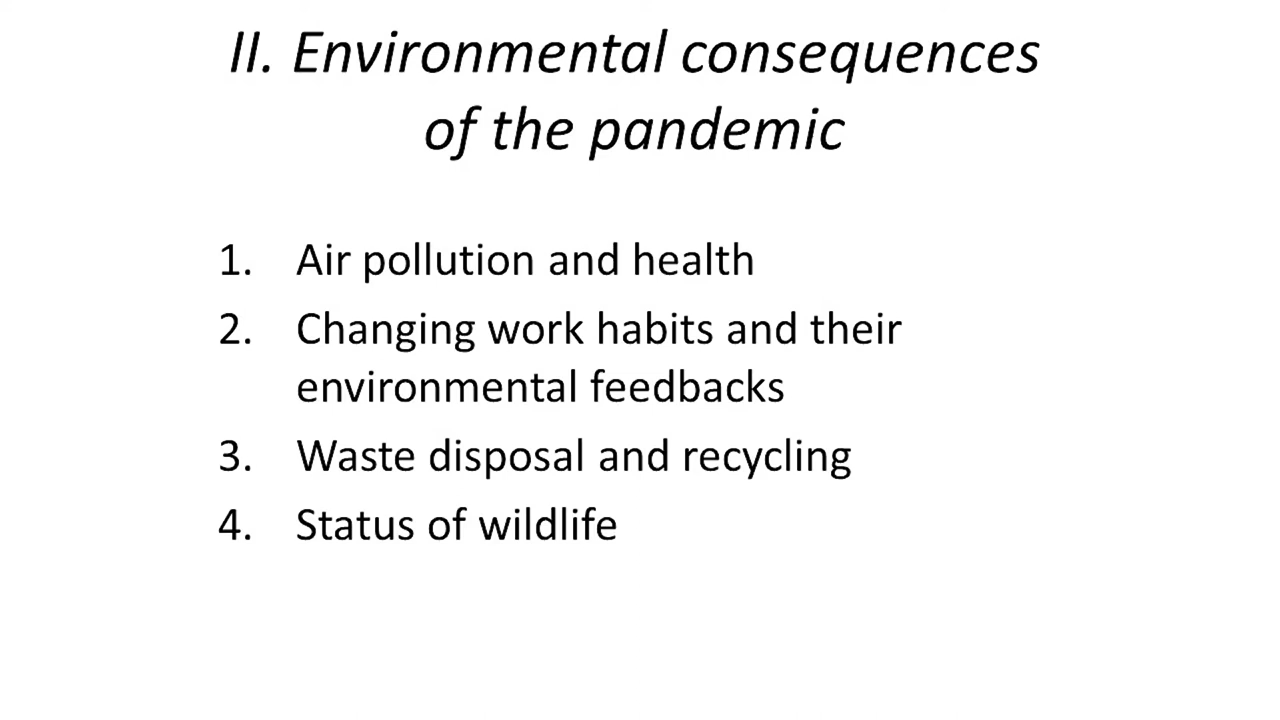 II. Environmental consequences
of the pandemic
1. Air pollution and health
2. Changing work habits and their
environmental feedbacks
3. Waste disposal and recycling
4. Status of wildlife